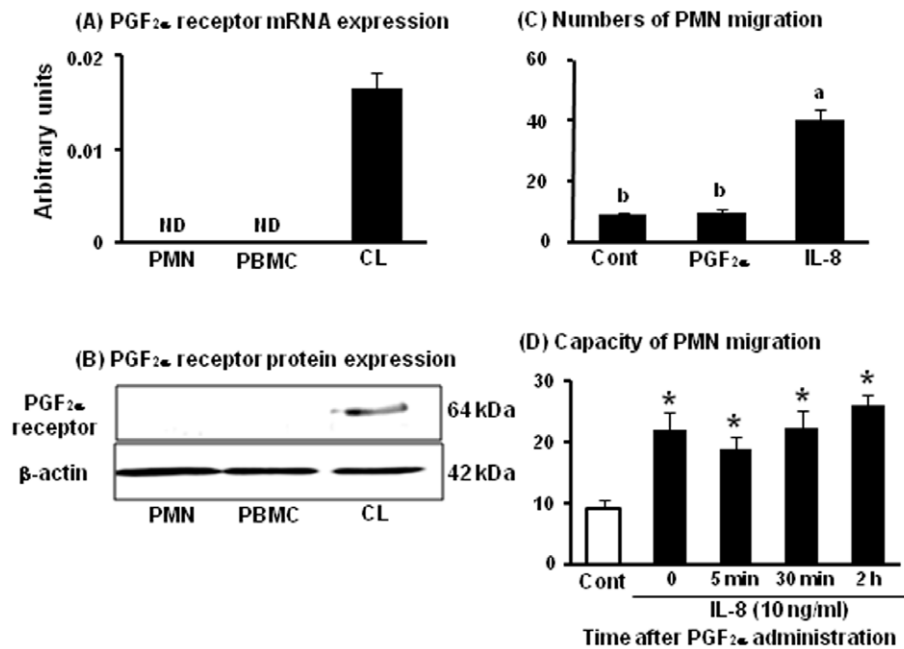 (A) PGF₂α receptor mRNA expression
Arbitrary units
0.02
0.01
0
ND
ND
PMN
PBMC
CL
(B) PGF₂α receptor protein expression
PGF₂α
receptor
64 kDa
β-actin
42 kDa
PMN
PBMC
CL
(C) Numbers of PMN migration
60
40
20
0
b
b
a
Cont
PGF₂α
IL-8
(D) Capacity of PMN migration
30
20
10
0
*
*
*
*
Cont
0
5 min
30 min
2 h
IL-8 (10 ng/ml)
Time after PGF₂α administration